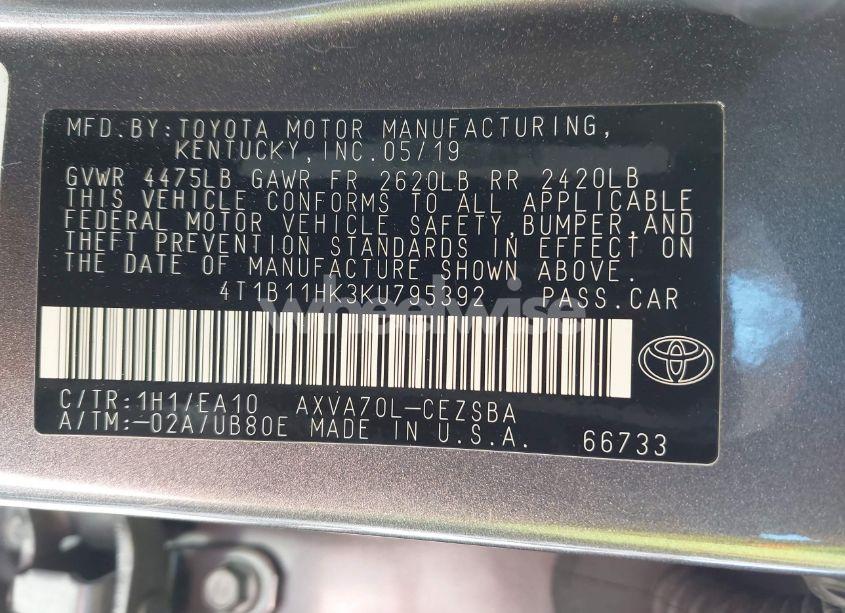 MFD. BY: TOYOTA MOTOR MANUFACTURING,
KENTUCKY, INC. 05/19
GVWR 4475LB GAWR FR 2620LB RR 2420LB
THIS VEHICLE CONFORMS TO ALL APPLICABLE
FEDERAL MOTOR VEHICLE SAFETY, BUMPER, AND
THEFT PREVENTION STANDARDS IN EFFECT ON
THE DATE OF MANUFACTURE SHOWN ABOVE.
4T1B11HK3KU795392 PASS. CAR
wheelwise
C/TR: 1H1/EA10 AXVA70L-CEZSBA
A/TM: -02A/UB80E MADE IN U.S.A. 66733